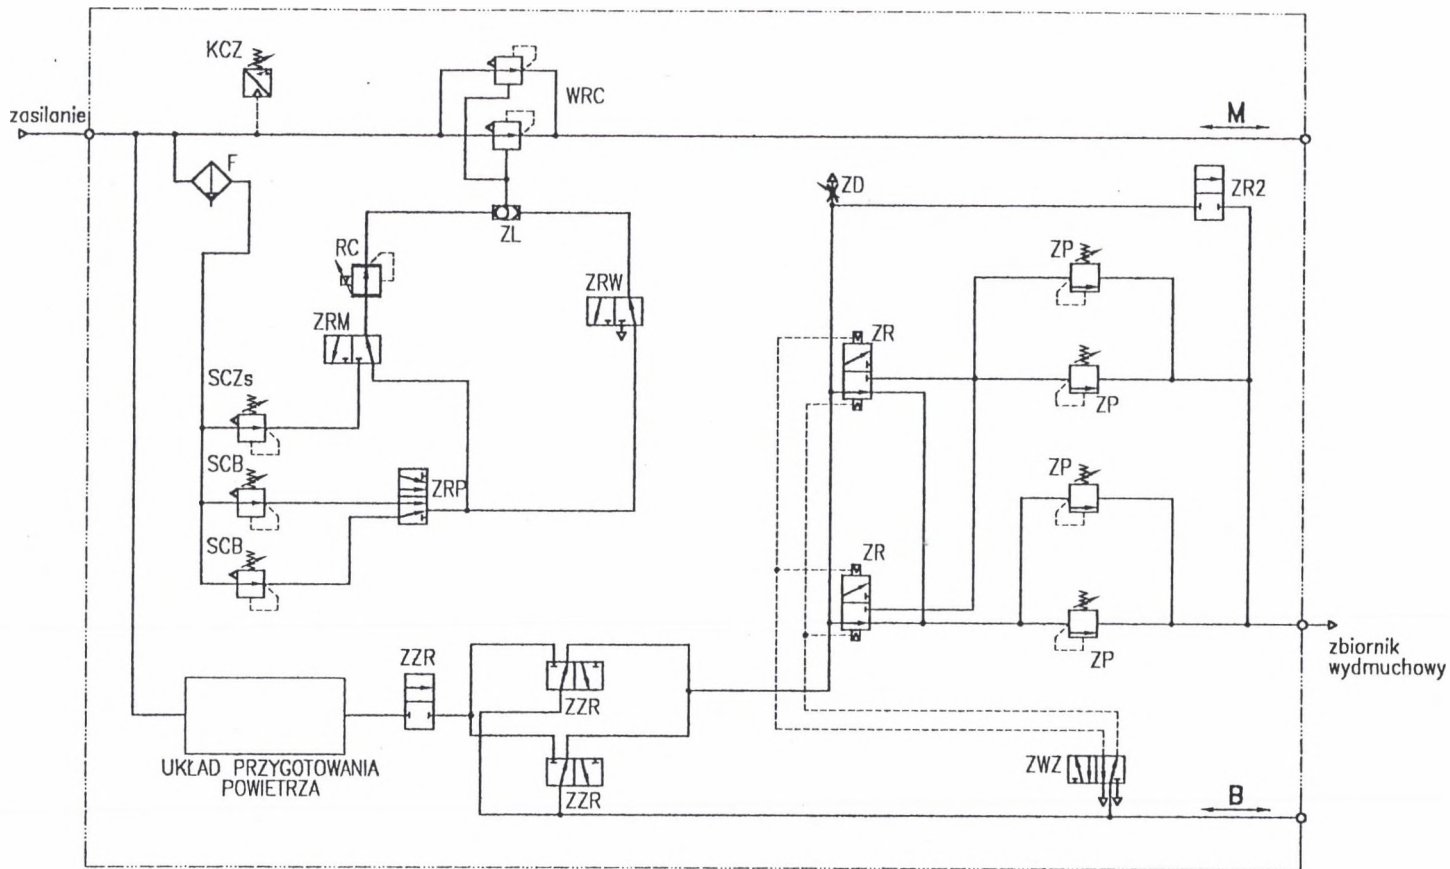 KCZ
zasilanie
WRC
M
F
ZD
ZR2
ZL
RC
ZP
ZRW
ZRM
ZR
SCZs
ZP
SCB
ZRP
ZP
SCB
ZR
ZZR
ZP
zbiornik
wydmuchowy
ZZR
UKŁAD PRZYGOTOWANIA
POWIETRZA
ZZR
ZWZ
B